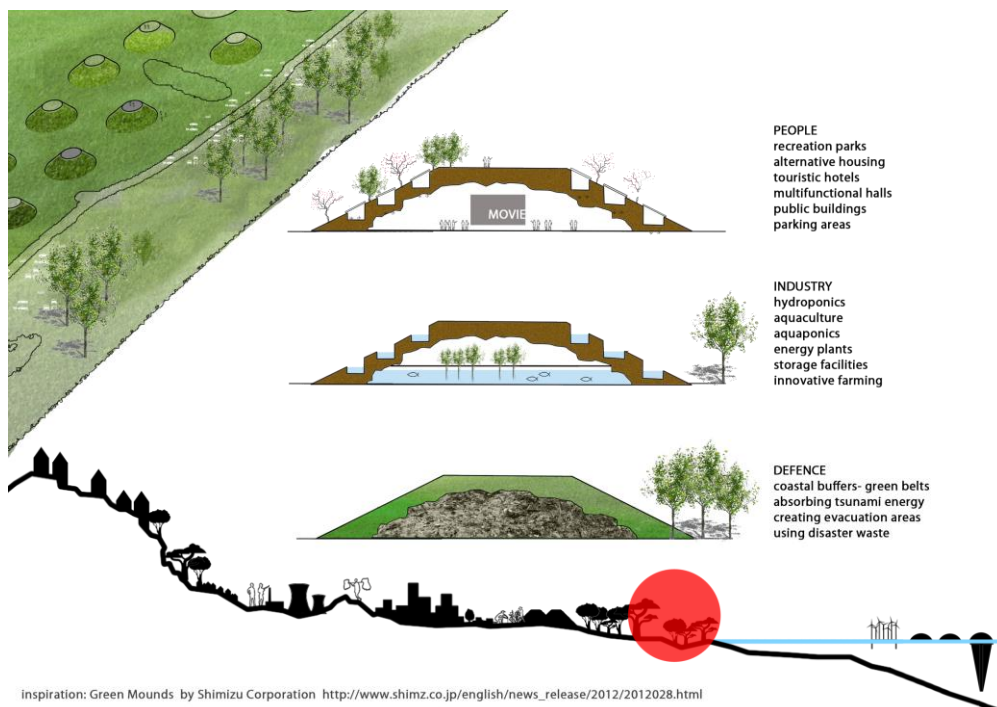 PEOPLE
recreation parks
alternative housing
touristic hotels
multifunctional halls
public buildings
parking areas
MOVIE
INDUSTRY
hydroponics
aquaculture
aquaponics
energy plants
storage facilities
innovative farming
DEFENCE
coastal buffers- green belts
absorbing tsunami energy
creating evacuation areas
using disaster waste
inspiration: Green Mounds by Shimizu Corporation http://www.shimz.co.jp/english/news_release/2012/2012028.html